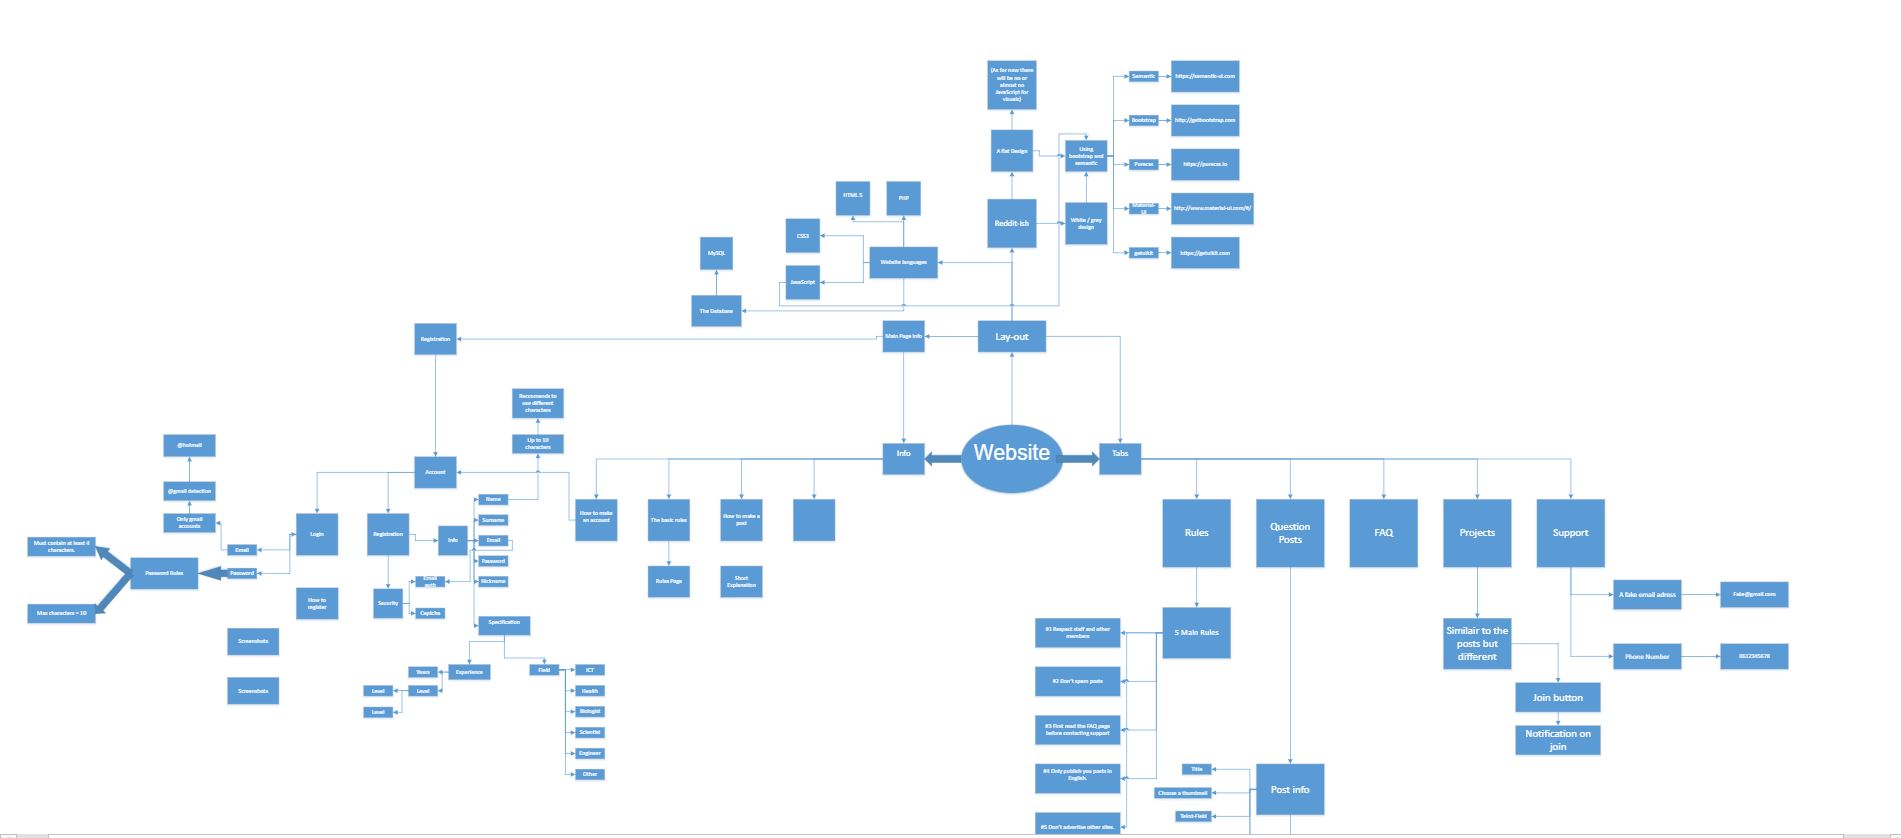 (As for now there
will be no or
almost no
JavaScript for
visuals)
Semantic
https://semantic-ui.com
Bootstrap
http://getbootstrap.com
A flat Design
Using
bootstrap and
semantic
Purecss
https://purecss.io
HTML 5
PHP
Material-
UI
http://www.material-ui.com/#/
Reddit-ish
White / grey
design
CSS3
MySQL
Website languages
getuikit
https://getuikit.com
JavaScript
The Database
Registration
Main Page Info
Lay-out
Reccomends to
use different
characters
@hotmail
Up to 10
characters
Info
Website
Tabs
Account
@gmail detection
Only gmail
accounts
Name
Surname
Email
Password
Nickname
How to make
an account
The basic rules
How to make a
post
Rules
Question
Posts
FAQ
Projects
Support
Login
Registration
Info
Must contain at least 4
characters.
Email
Password Rules
Password
Email
auth
Rules Page
Short
Explanation
A fake email adress
Fake@gmail.com
Max characters = 10
How to
register
Security
Captcha
Specification
#1 Respect staff and other
members
5 Main Rules
Similair to the
posts but
different
Screenshots
Phone Number
0612345678
Years
Experience
Field
ICT
#2 Don't spam posts
Screenshots
Level
Level
Health
Join button
Level
Biologist
#3 First read the FAQ page
before contacting support
Scientist
Notification on
join
Engineer
Other
#4 Only publish you posts in
English.
Title
Choose a thumbnail
Post info
Tekst-Field
#5 Don't advertise other sites.